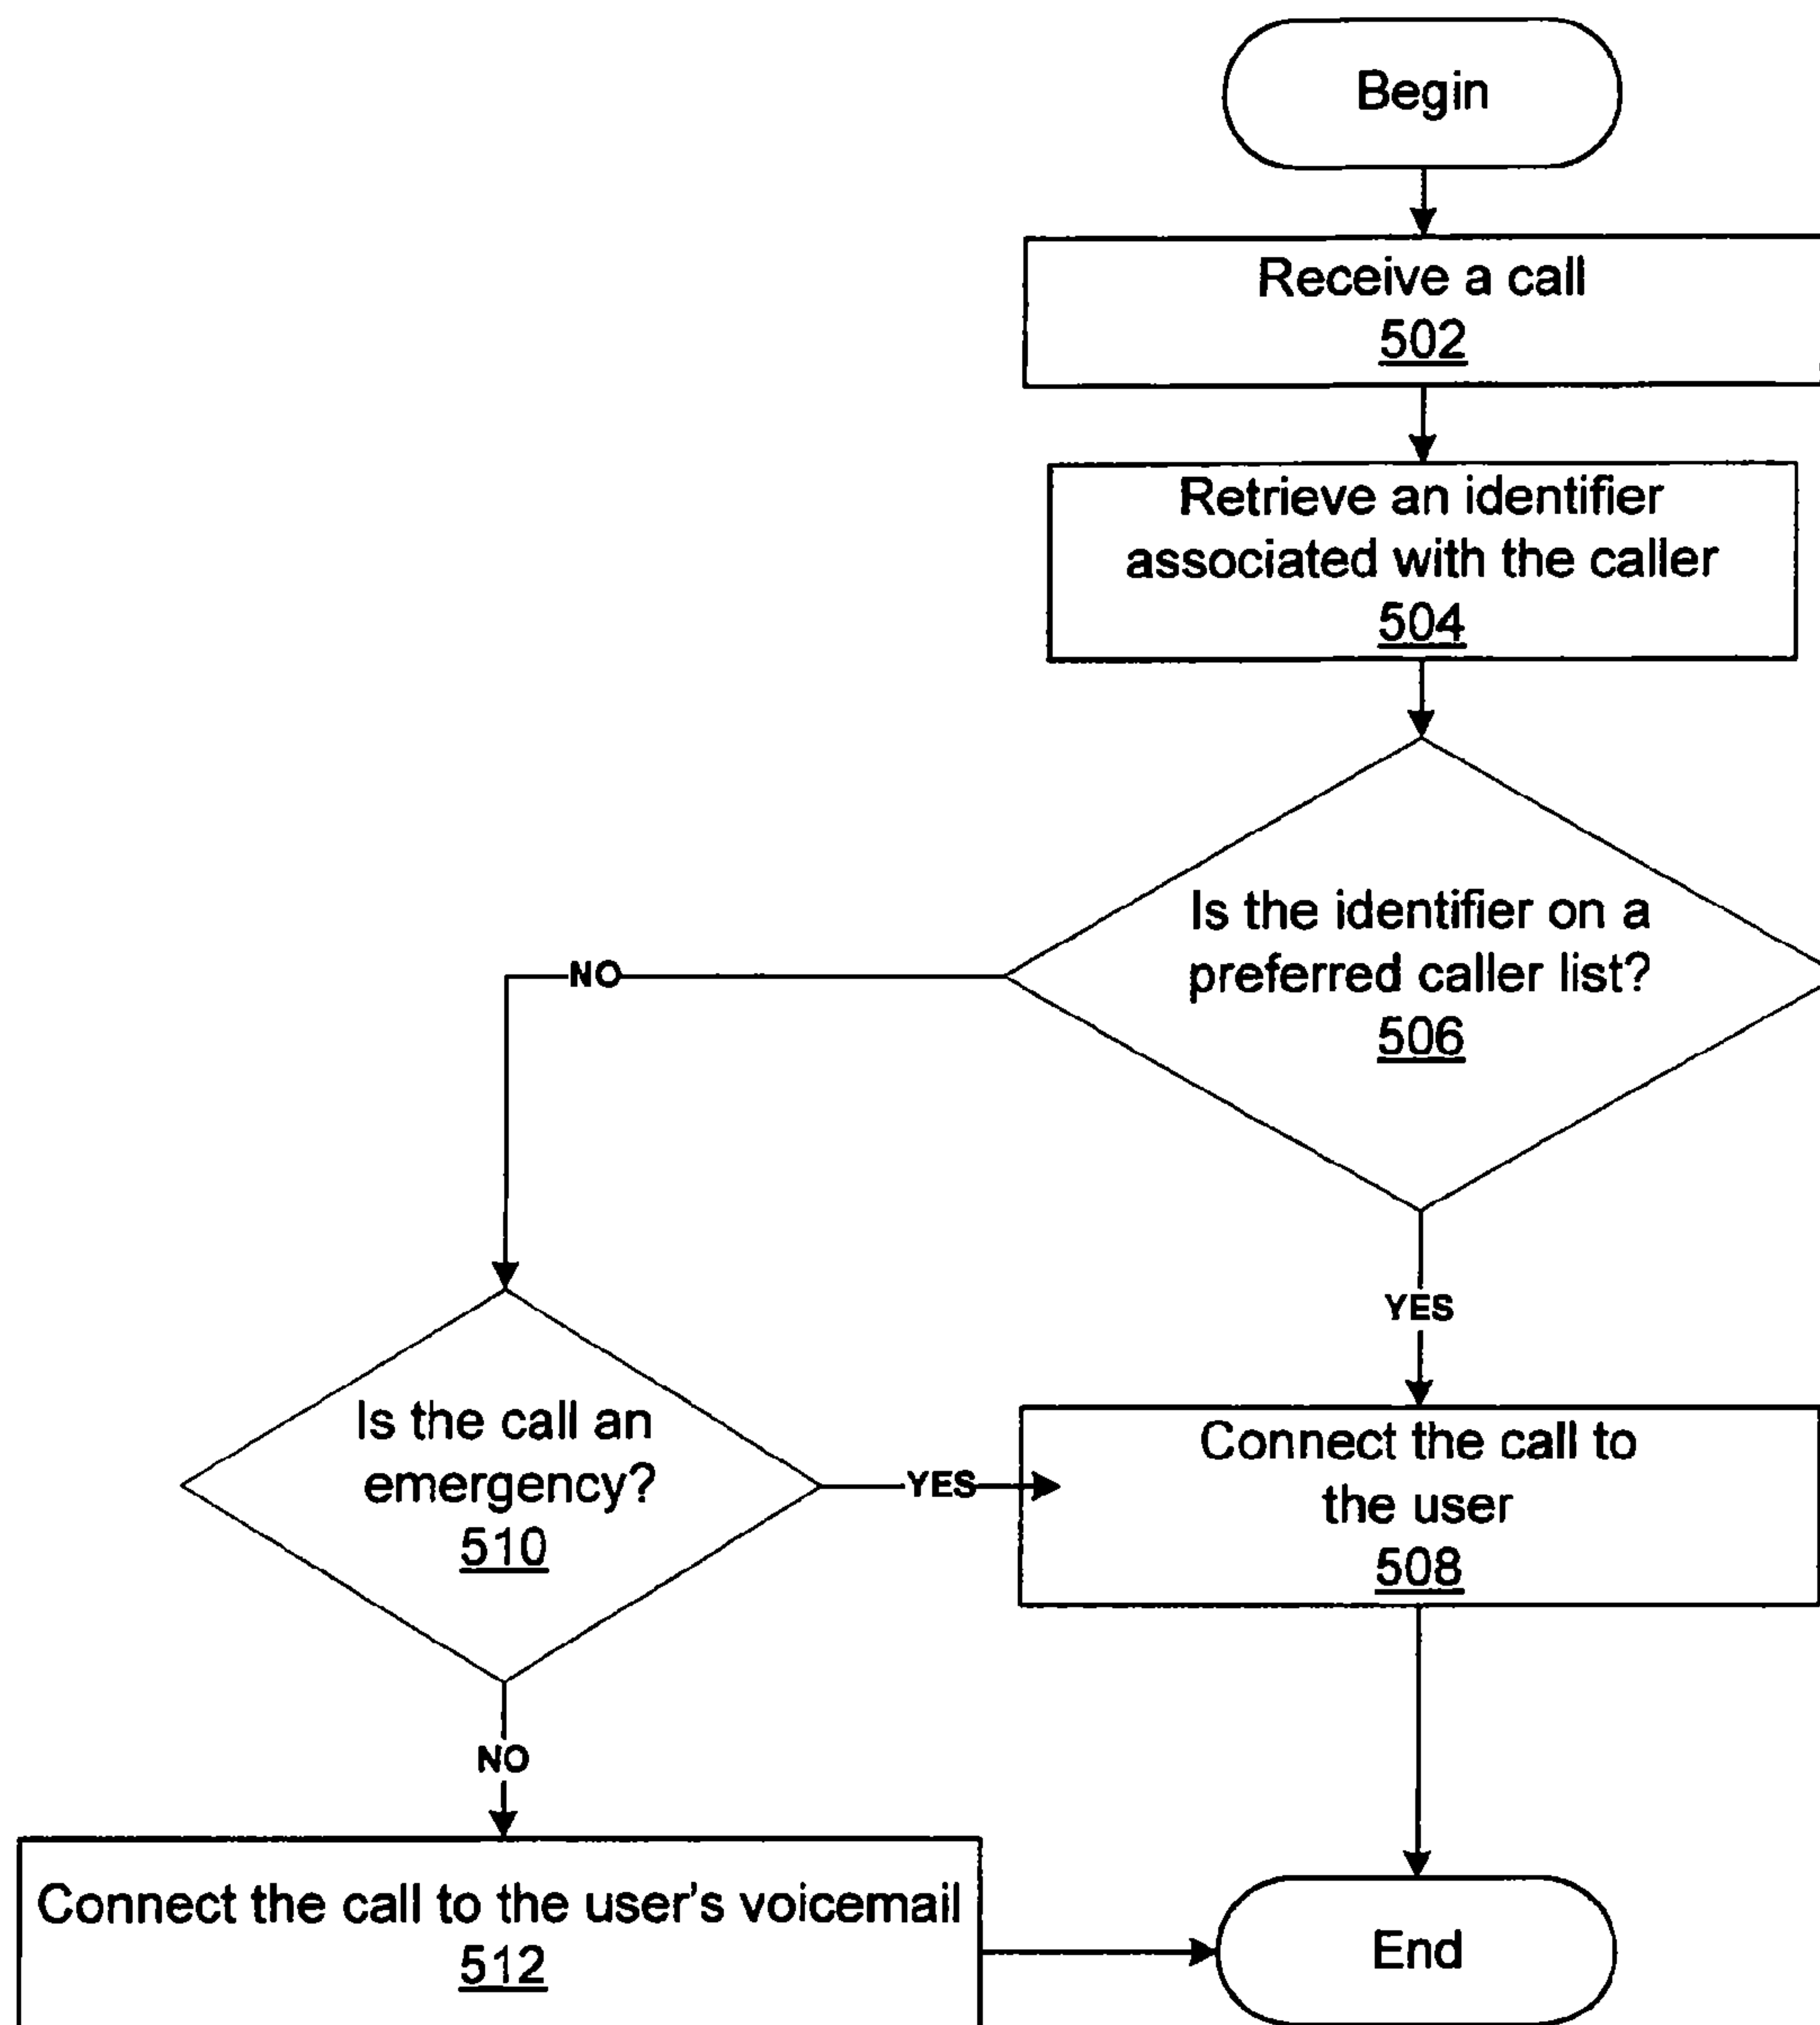 Begin
Receive a call
502
Retrieve an identifier
associated with the caller
504
Is the identifier on a
preferred caller list?
506
NO
YES
Is the call an
emergency?
510
YES
Connect the call to
the user
508
NO
Connect the call to the user's voicemail
512
End